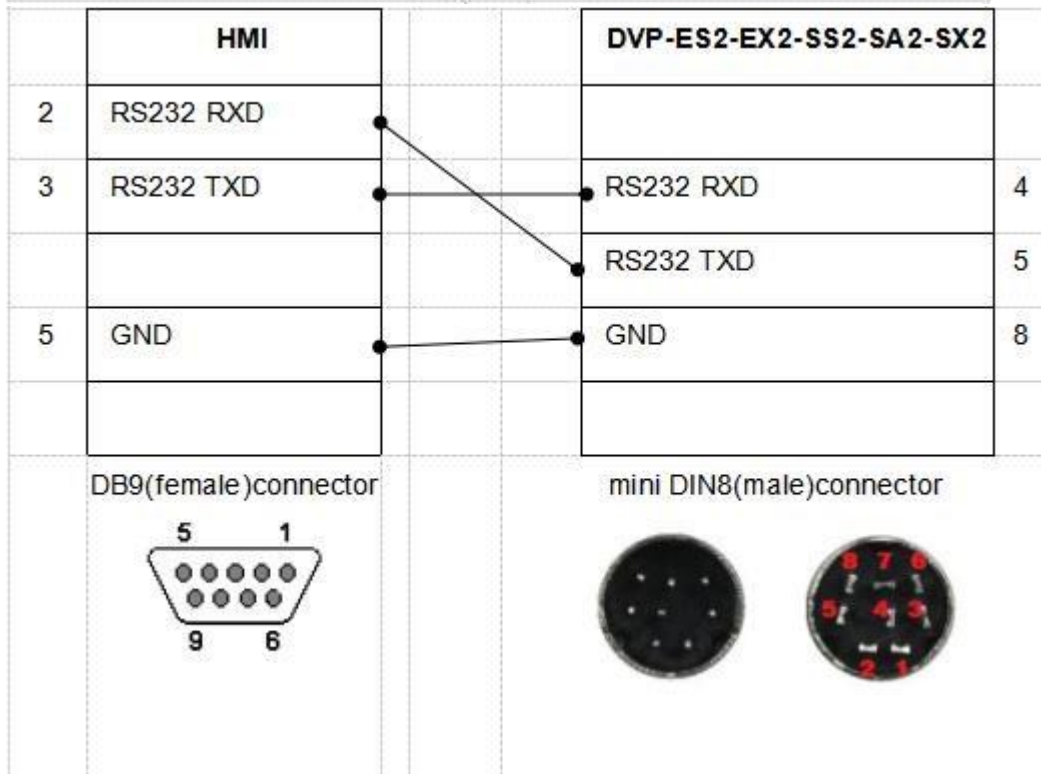 HMI DVP-ES2-EX2-SS2-SA2-SX2
2 RS232 RXD
3 RS232 TXD RS232 RXD 4
RS232 TXD 5
5 GND GND 8
DB9(female)connector mini DIN8(male)connector
5 1
8 7 6
5 4 3
9 6
2 1